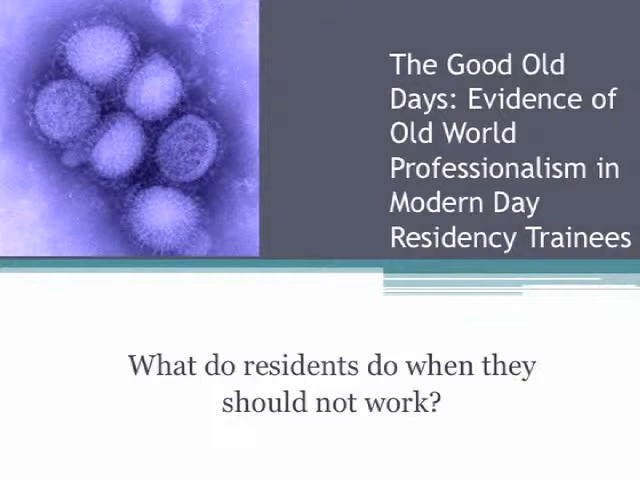 The Good Old
Days: Evidence of
Old World
Professionalism in
Modern Day
Residency Trainees
What do residents do when they
should not work?